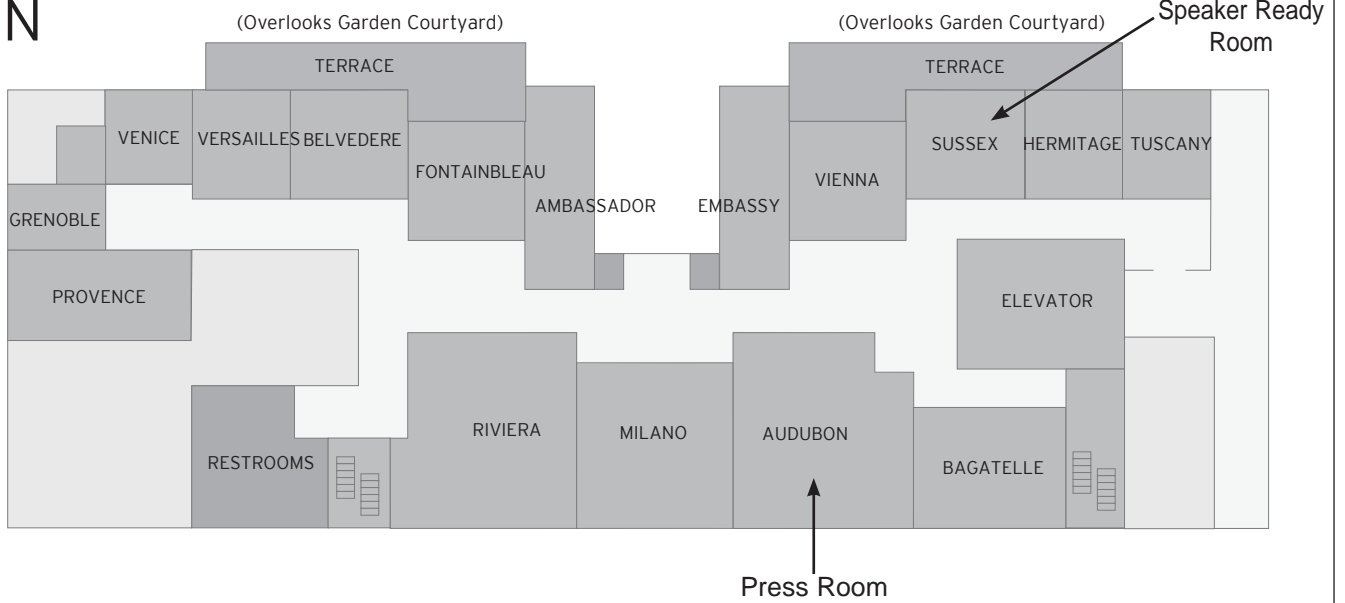 N
(Overlooks Garden Courtyard)
(Overlooks Garden Courtyard)
Speaker Ready
Room
TERRACE
TERRACE
VENICE
VERSAILLES
BELVEDERE
FONTAINBLEAU
AMBASSADOR
EMBASSY
VIENNA
SUSSEX
HERMITAGE
TUSCANY
GRENOBLE
PROVENCE
ELEVATOR
RESTROOMS
RIVIERA
MILANO
AUDUBON
BAGATELLE
Press Room